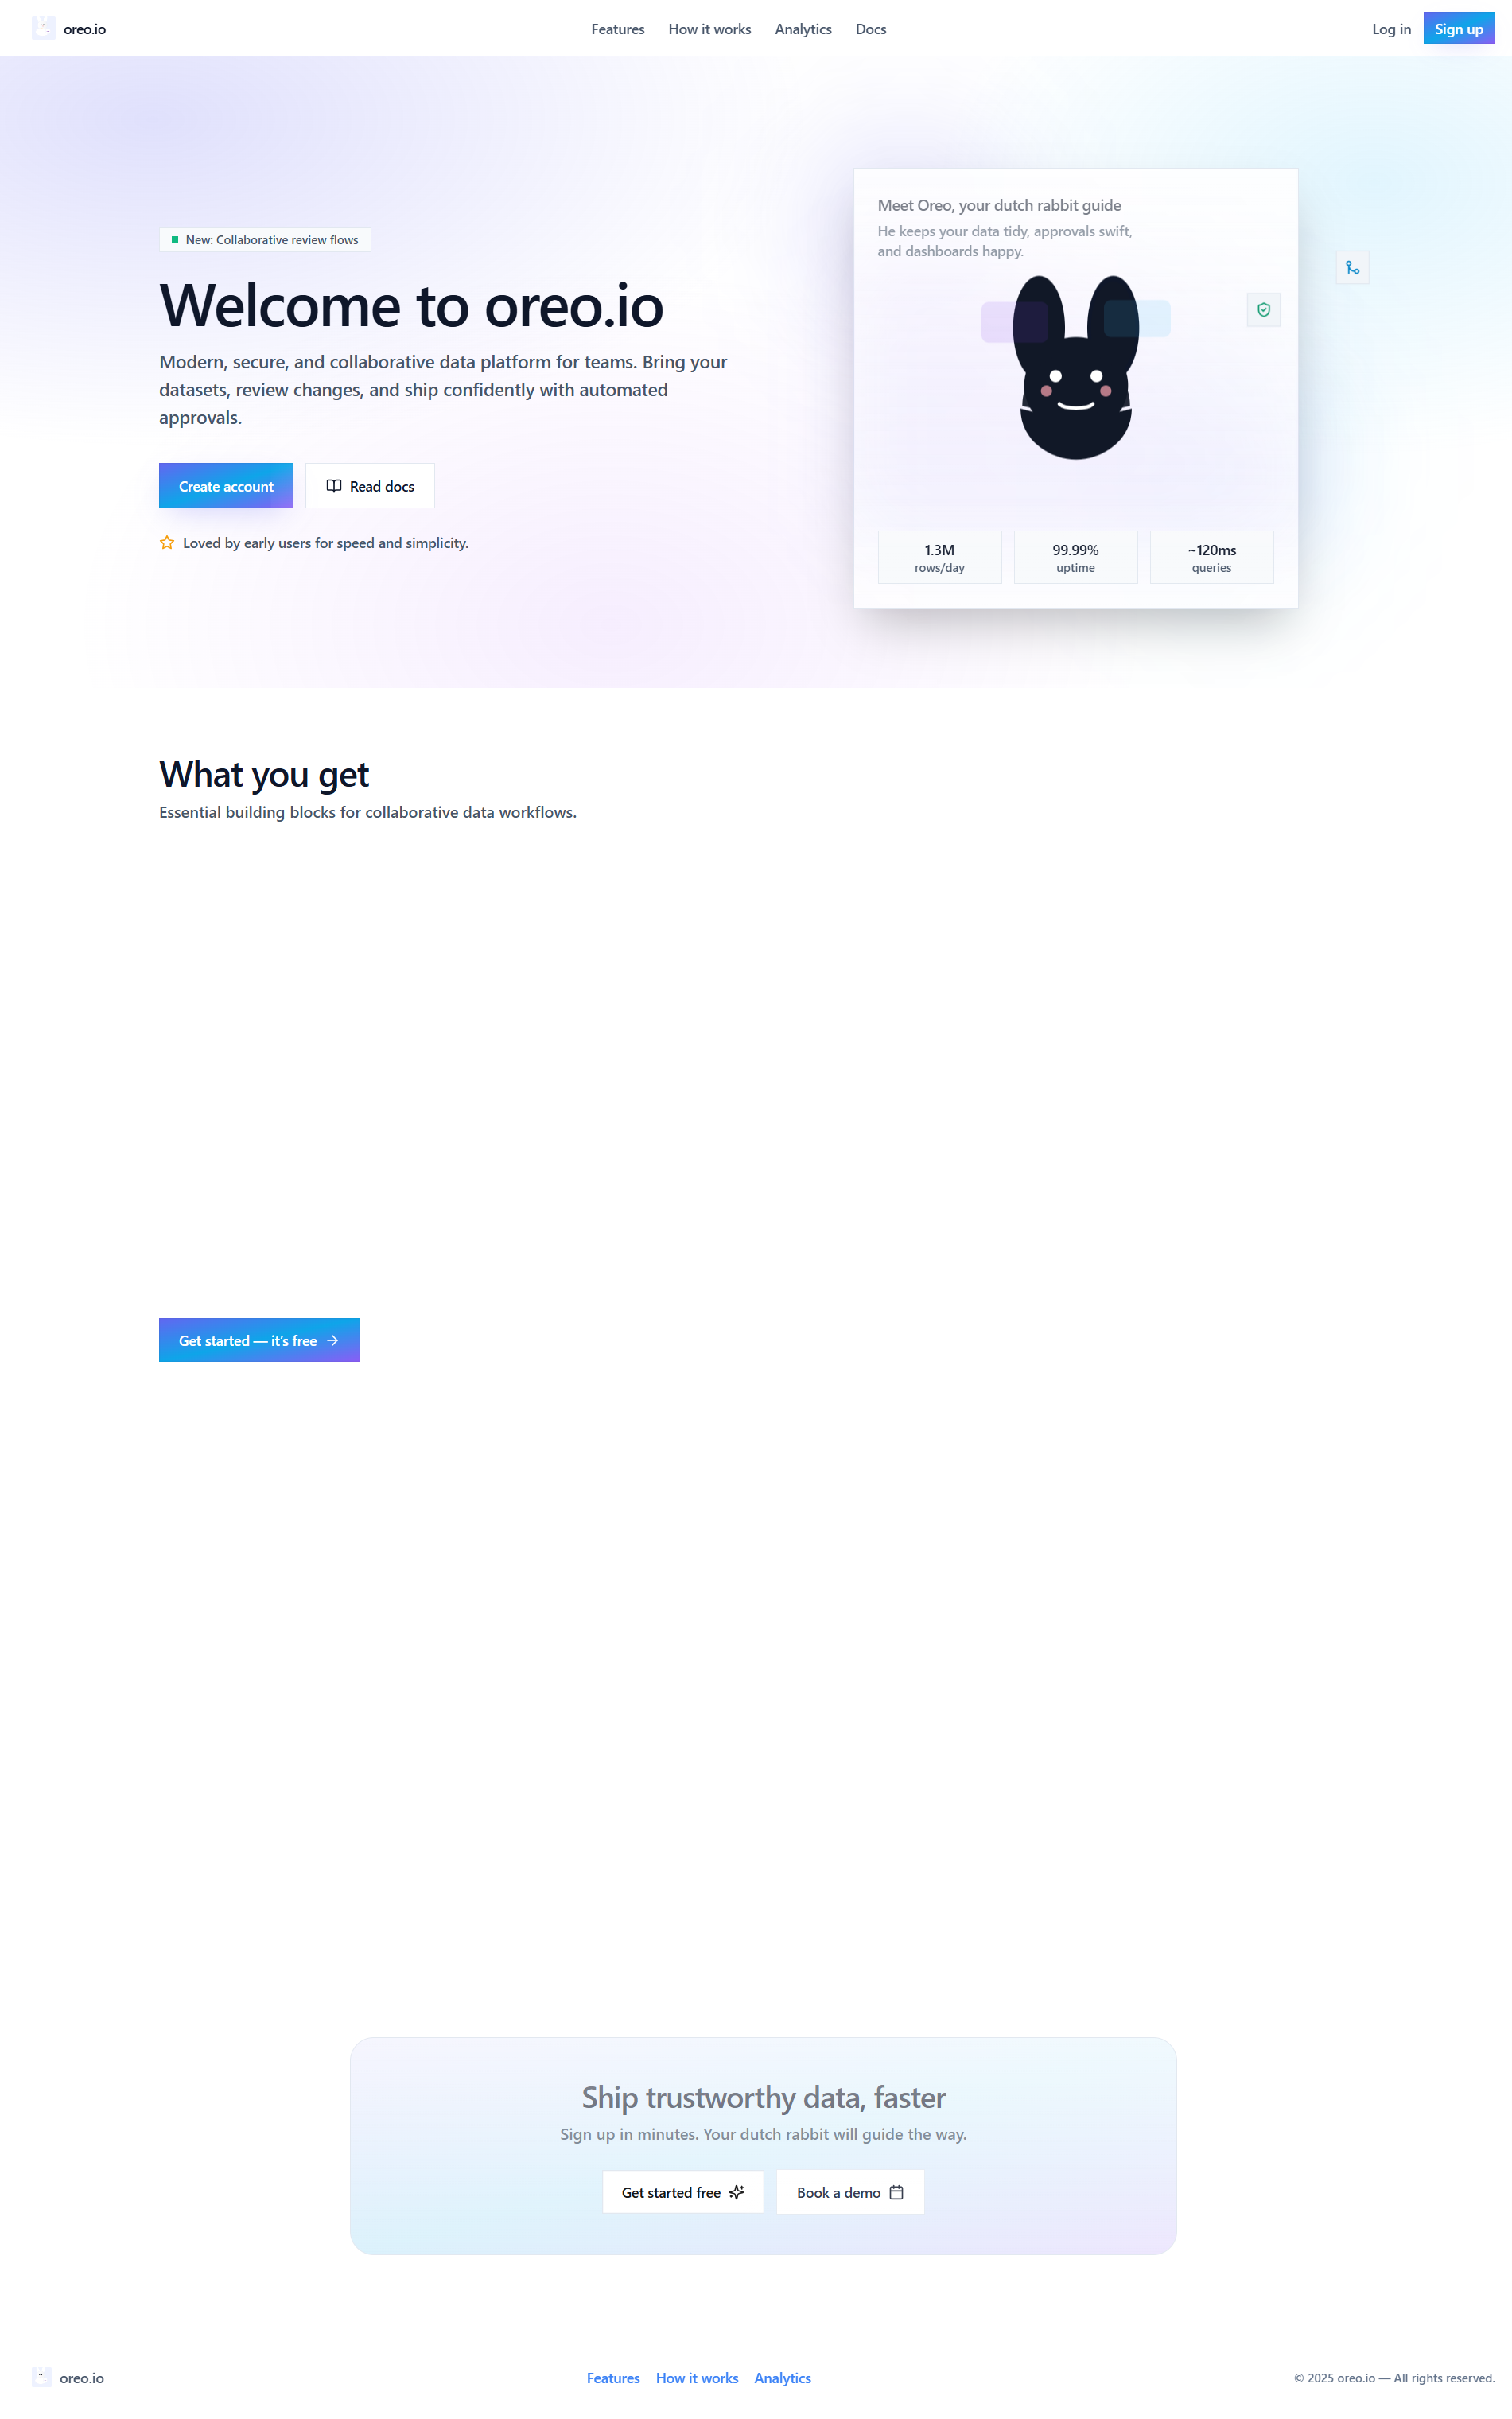 oreo.io
Features How it works Analytics Docs
Log in Sign up
New: Collaborative review flows
Welcome to oreo.io
Modern, secure, and collaborative data platform for teams. Bring your
datasets, review changes, and ship confidently with automated
approvals.
Create account Read docs
Loved by early users for speed and simplicity.
Meet Oreo, your dutch rabbit guide
He keeps your data tidy, approvals swift,
and dashboards happy.
1.3M
rows/day
99.99%
uptime
~120ms
queries
What you get
Essential building blocks for collaborative data workflows.
Get started — it's free
Ship trustworthy data, faster
Sign up in minutes. Your dutch rabbit will guide the way.
Get started free Book a demo
oreo.io
Features How it works Analytics
© 2025 oreo.io — All rights reserved.